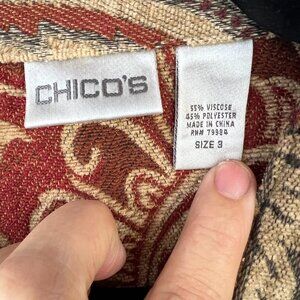 CHICO'S
55% VISCOSE
45% POLYESTER
MADE IN CHINA
RN# 79984
SIZE 3